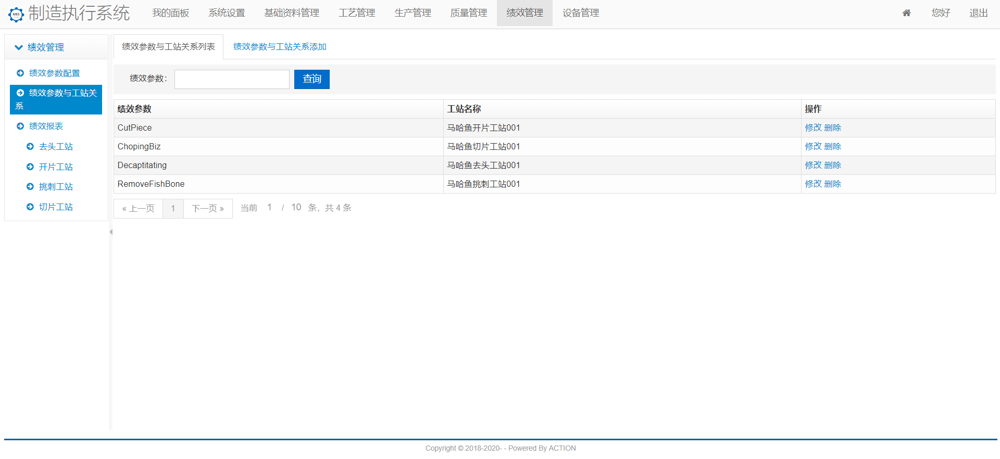 MES 制造执行系统 我的面板 系统设置 基础资料管理 工艺管理 生产管理 质量管理 绩效管理 设备管理 您好 退出
绩效管理
绩效参数配置
绩效参数与工站关
系
绩效报表
去头工站
开片工站
挑刺工站
切片工站
绩效参数与工站关系列表 绩效参数与工站关系添加
绩效参数： 查询
绩效参数 工站名称 操作
CutPiece 马哈鱼开片工站001 修改 删除
ChopingBiz 马哈鱼切片工站001 修改 删除
Decaptitating 马哈鱼去头工站001 修改 删除
RemoveFishBone 马哈鱼挑刺工站001 修改 删除
« 上一页 1 下一页 » 当前 1 / 10 条，共 4 条
Copyright © 2018-2020- - Powered By ACTION